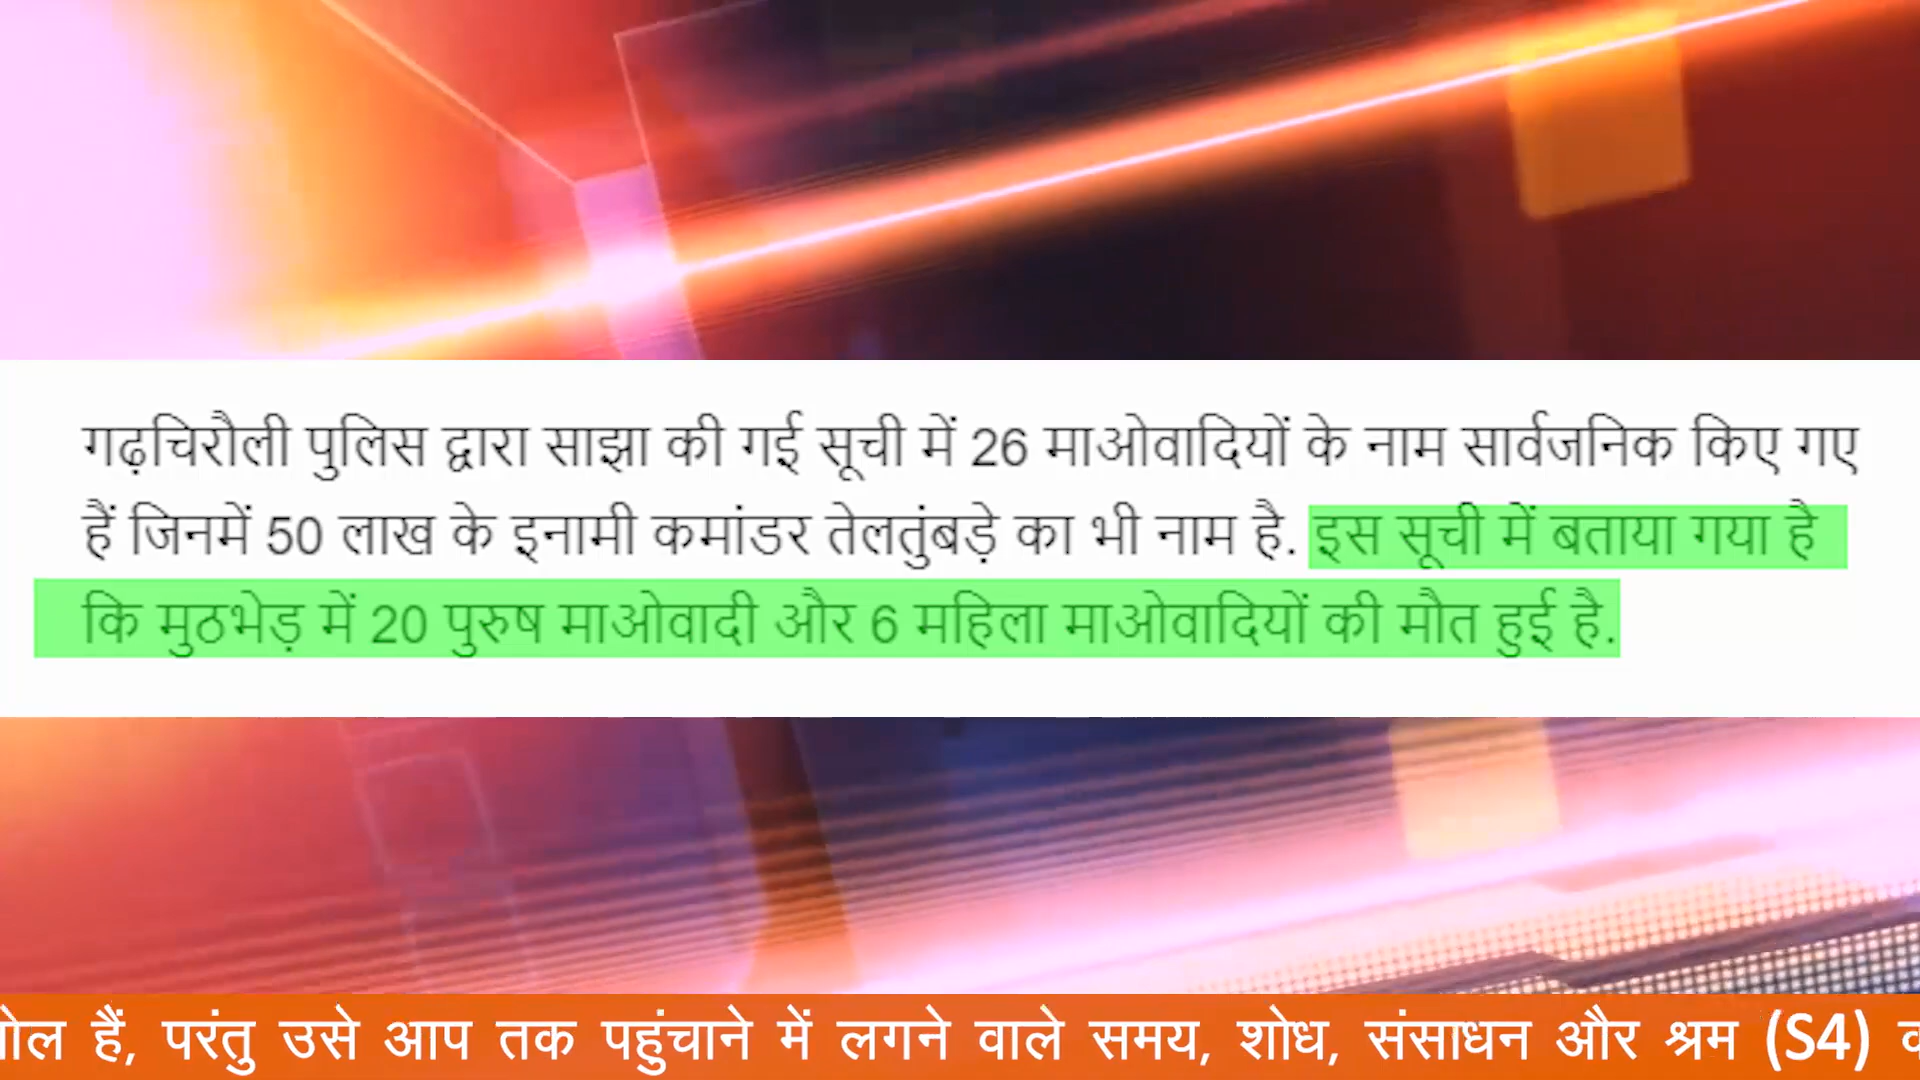 गढ़चिरौली पुलिस द्वारा साझा की गई सूची में 26 माओवादियों के नाम सार्वजनिक किए गए
हैं जिनमें 50 लाख के इनामी कमांडर तेलतुंबड़े का भी नाम है. इस सूची में बताया गया है
कि मुठभेड़ में 20 पुरुष माओवादी और 6 महिला माओवादियों की मौत हुई है.
हैं, परंतु उसे आप तक पहुंचाने में लगने वाले समय, शोध, संसाधन और श्रम (S4)